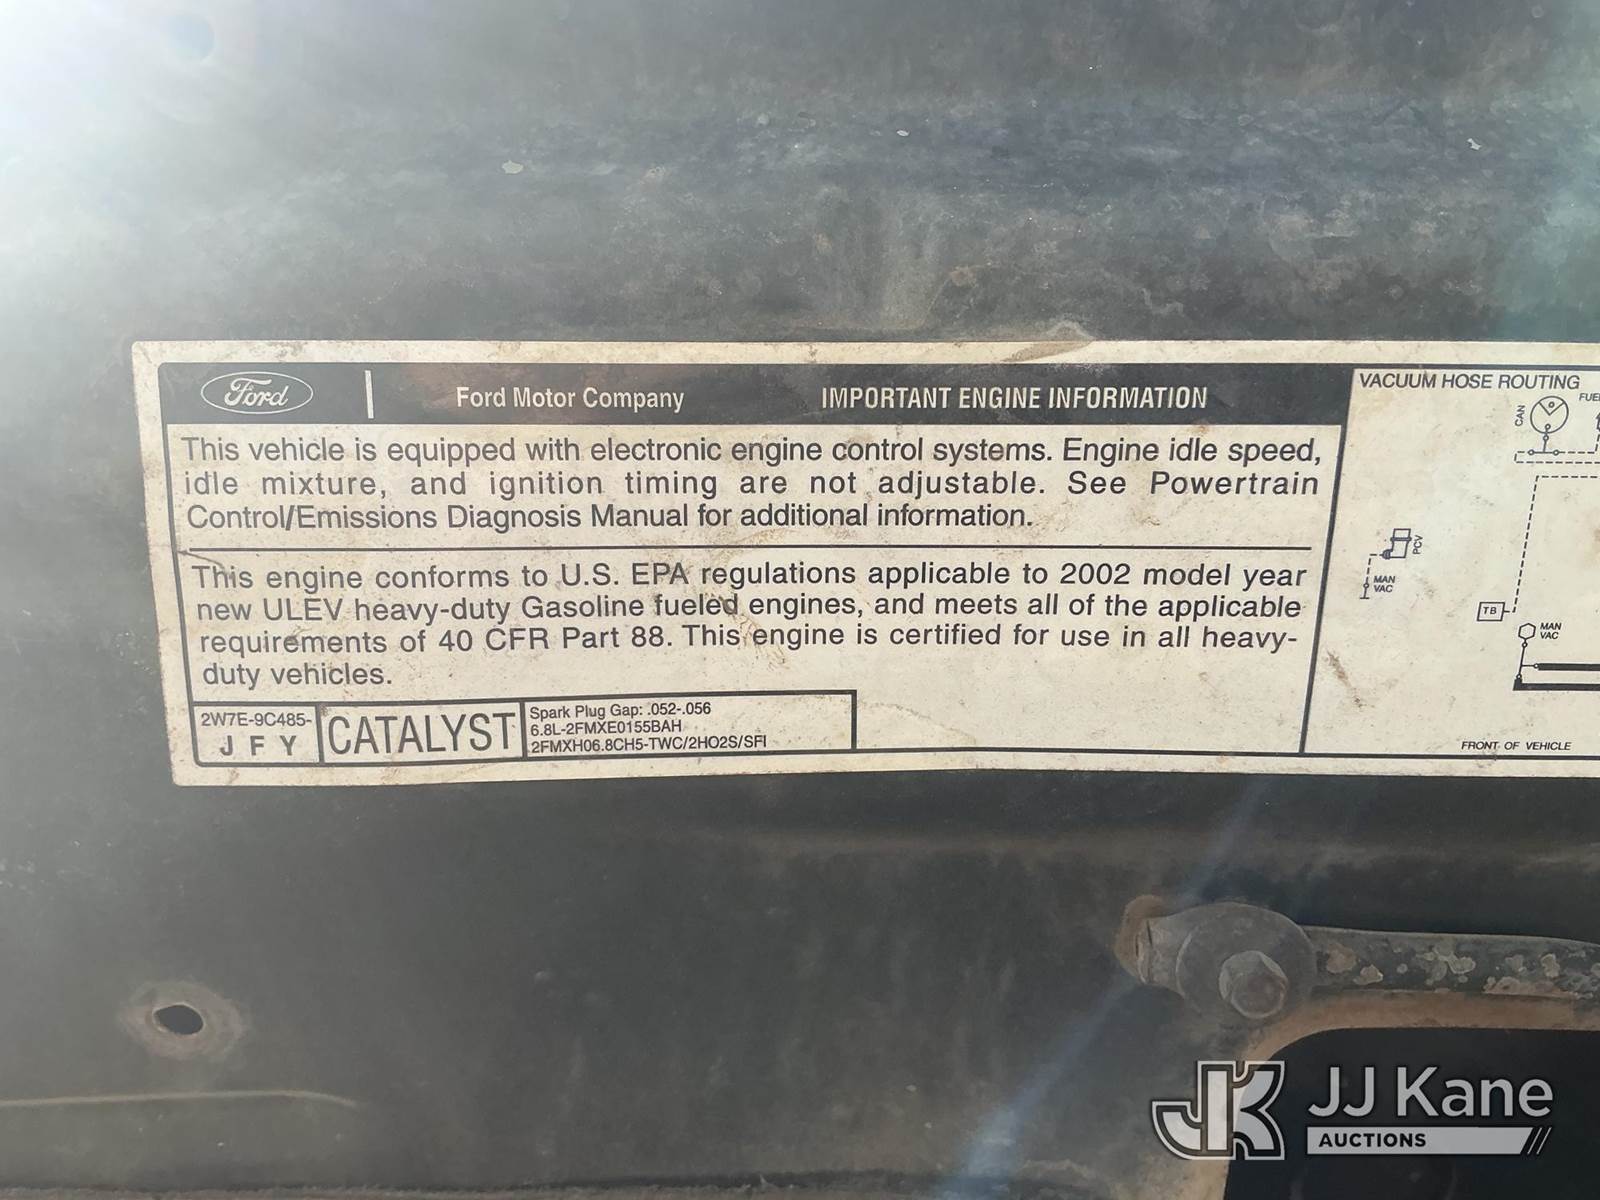 Ford
Ford Motor Company
IMPORTANT ENGINE INFORMATION
This vehicle is equipped with electronic engine control systems. Engine idle speed,
idle mixture, and ignition timing are not adjustable. See Powertrain
Control/Emissions Diagnosis Manual for additional information.
This engine conforms to U.S. EPA regulations applicable to 2002 model year
new ULEV heavy-duty Gasoline fueled engines, and meets all of the applicable
requirements of 40 CFR Part 88. This engine is certified for use in all heavy-
duty vehicles.
2W7E-9C485-
J F Y
CATALYST
Spark Plug Gap: .052-.056
6.8L-2FMXE0155BAH
2FMXH06.8CH5-TWC/2HO2S/SFI
VACUUM HOSE ROUTING
CAN
PCV
MAN
VAC
TB
MAN
VAC
FRONT OF VEHICLE
JK
JJ Kane
AUCTIONS